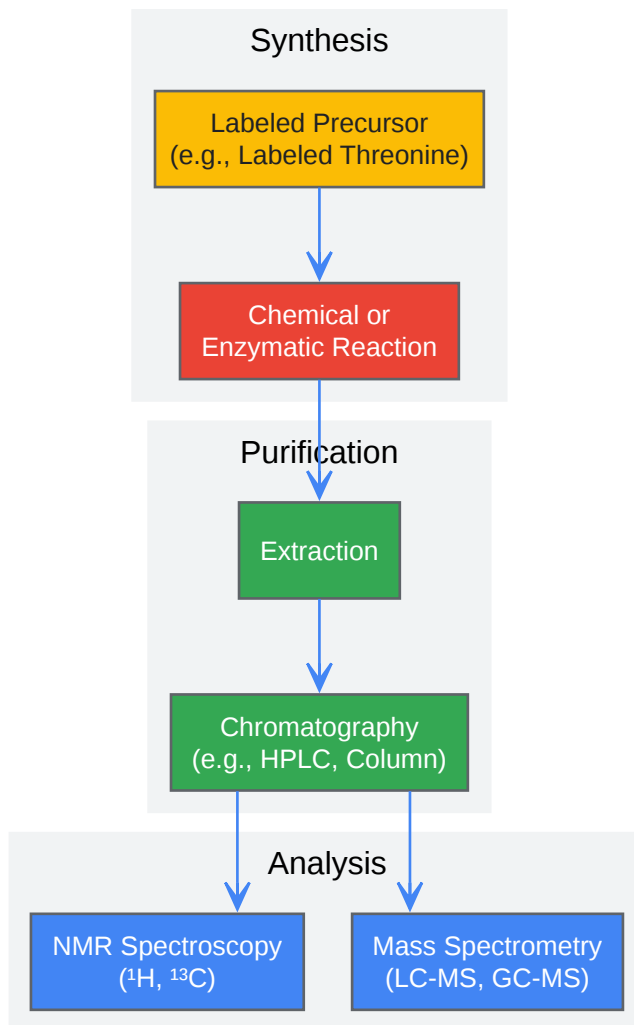 Synthesis
Labeled Precursor
(e.g., Labeled Threonine)
Chemical or
Enzymatic Reaction
Purification
Extraction
Chromatography
(e.g., HPLC, Column)
Analysis
NMR Spectroscopy
(¹H, ¹³C)
Mass Spectrometry
(LC-MS, GC-MS)